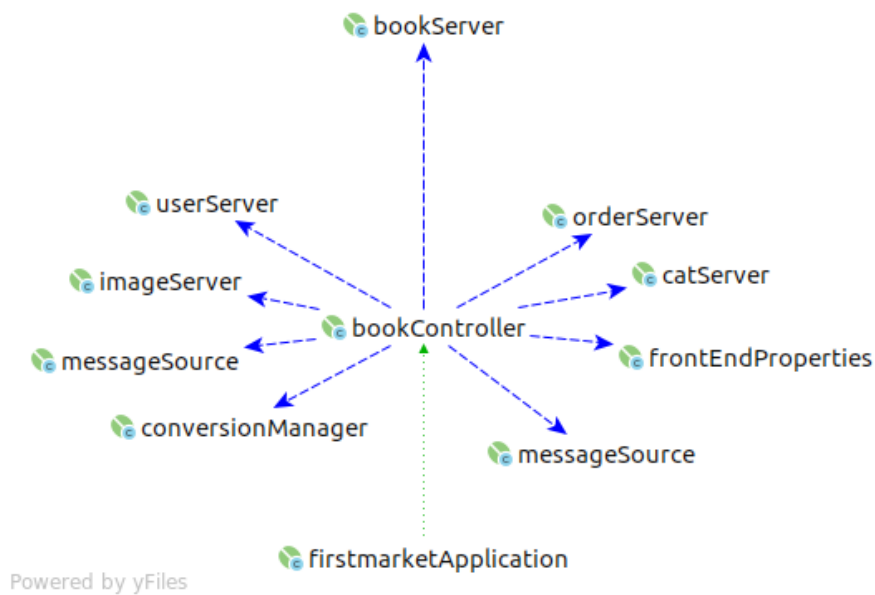 bookServer
userServer
orderServer
imageServer
catServer
bookController
messageSource
frontEndProperties
conversionManager
messageSource
firstmarketApplication
Powered by yFiles